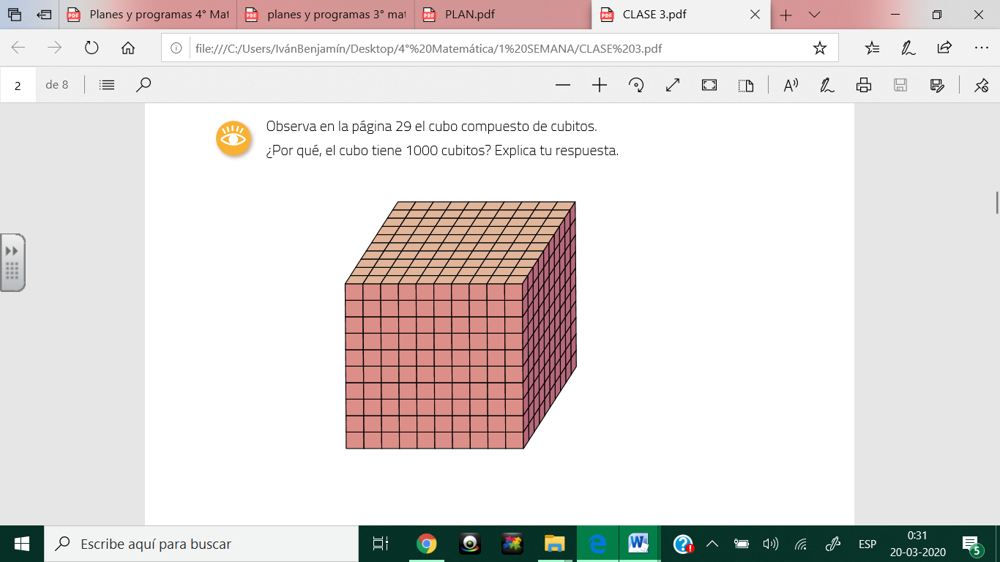 Planes y programas 4° Mat
planes y programas 3° mat
PLAN.pdf
CLASE 3.pdf
file:///C:/Users/IvánBenjamín/Desktop/4°%20Matemática/1%20SEMANA/CLASE%203.pdf
2 de 8
Observa en la página 29 el cubo compuesto de cubitos.
¿Por qué, el cubo tiene 1000 cubitos? Explica tu respuesta.
Escribe aquí para buscar
ESP
0:31
20-03-2020
5